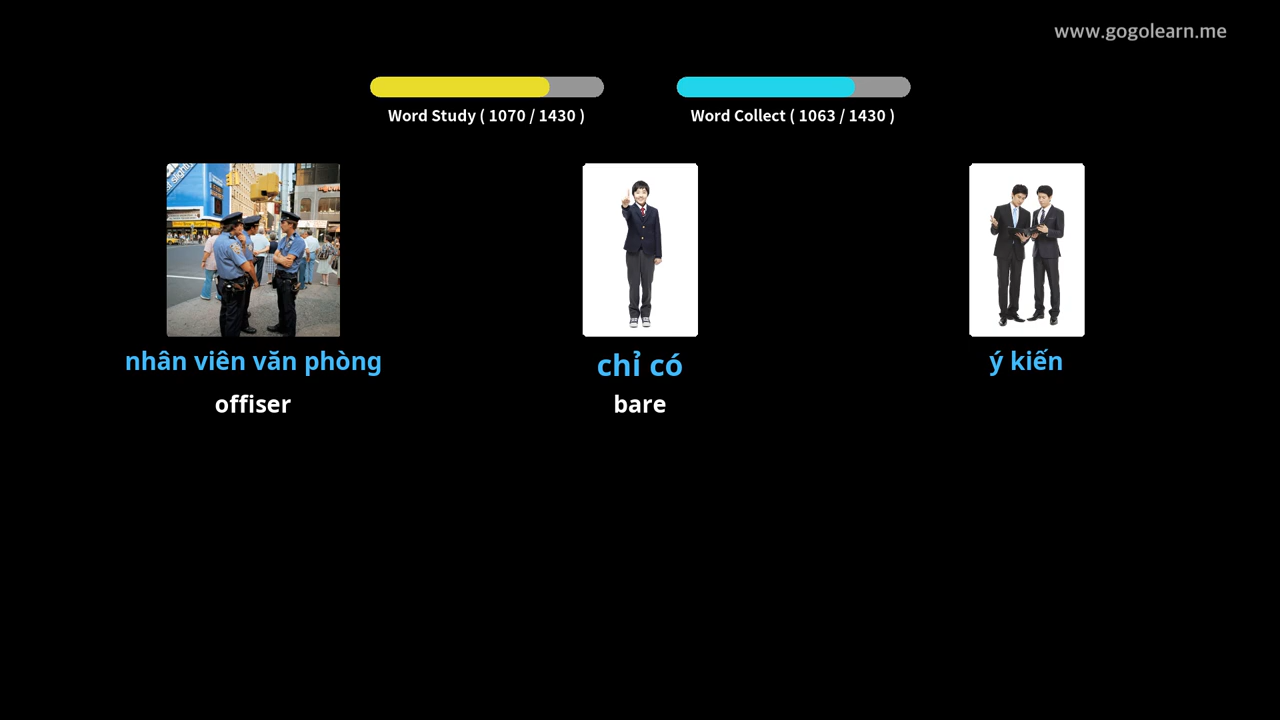 www.gogolearn.me
Word Study ( 1070 / 1430 )
Word Collect ( 1063 / 1430 )
nhân viên văn phòng
chỉ có
ý kiến
offiser
bare